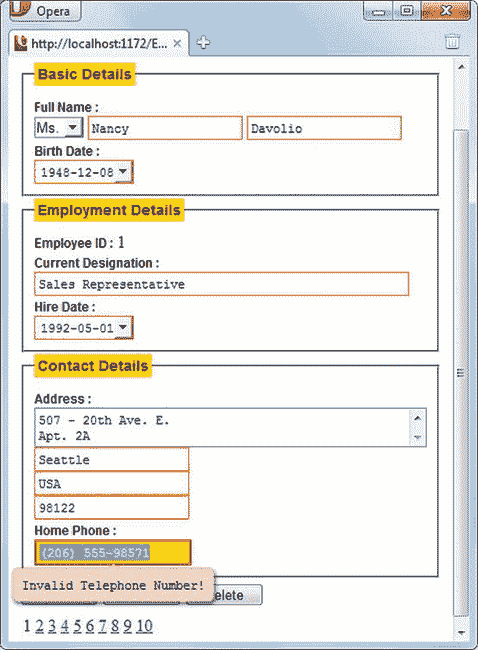 Opera
http://localhost:1172/E...
Basic Details
Full Name :
Ms. Nancy Davolio
Birth Date :
1948-12-08
Employment Details
Employee ID : 1
Current Designation :
Sales Representative
Hire Date :
1992-05-01
Contact Details
Address :
507 - 20th Ave. E.
Apt. 2A
Seattle
USA
98122
Home Phone :
(206) 555-98571
Invalid Telephone Number!
elete
1 2 3 4 5 6 7 8 9 10